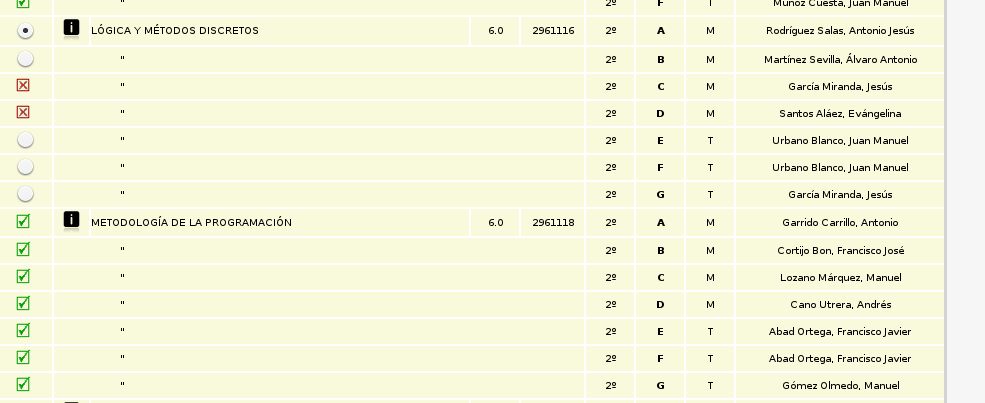 2º F T Muñoz Cuesta, Juan Manuel
i LÓGICA Y MÉTODOS DISCRETOS 6.0 2961116 2º A M Rodríguez Salas, Antonio Jesús
" 2º B M Martínez Sevilla, Álvaro Antonio
" 2º C M García Miranda, Jesús
" 2º D M Santos Aláez, Evángelina
" 2º E T Urbano Blanco, Juan Manuel
" 2º F T Urbano Blanco, Juan Manuel
" 2º G T García Miranda, Jesús
i METODOLOGÍA DE LA PROGRAMACIÓN 6.0 2961118 2º A M Garrido Carrillo, Antonio
" 2º B M Cortijo Bon, Francisco José
" 2º C M Lozano Márquez, Manuel
" 2º D M Cano Utrera, Andrés
" 2º E T Abad Ortega, Francisco Javier
" 2º F T Abad Ortega, Francisco Javier
" 2º G T Gómez Olmedo, Manuel